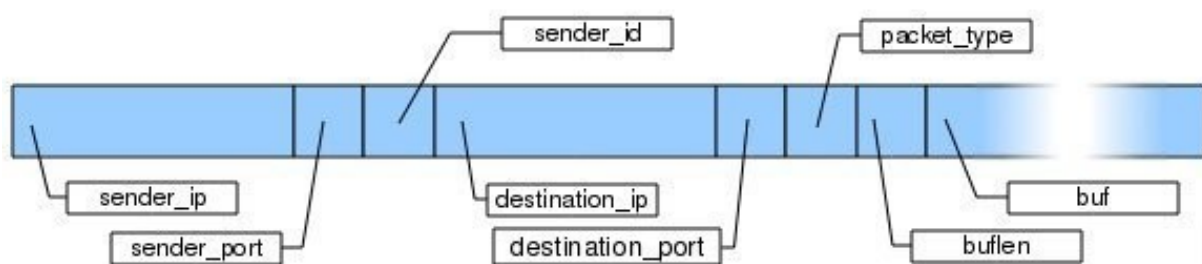 sender_id
packet_type
sender_ip
destination_ip
buf
sender_port
destination_port
buflen